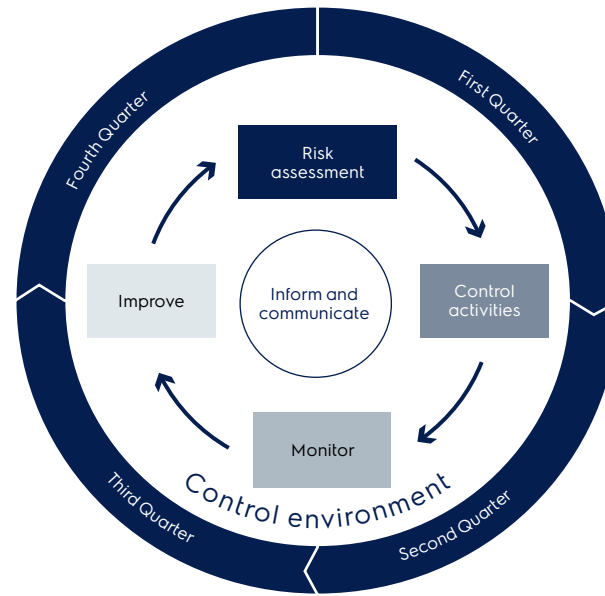 First Quarter
Fourth Quarter
Risk
assessment
Improve
Inform and
communicate
Control
activities
Monitor
Control environment
Third Quarter
Second Quarter